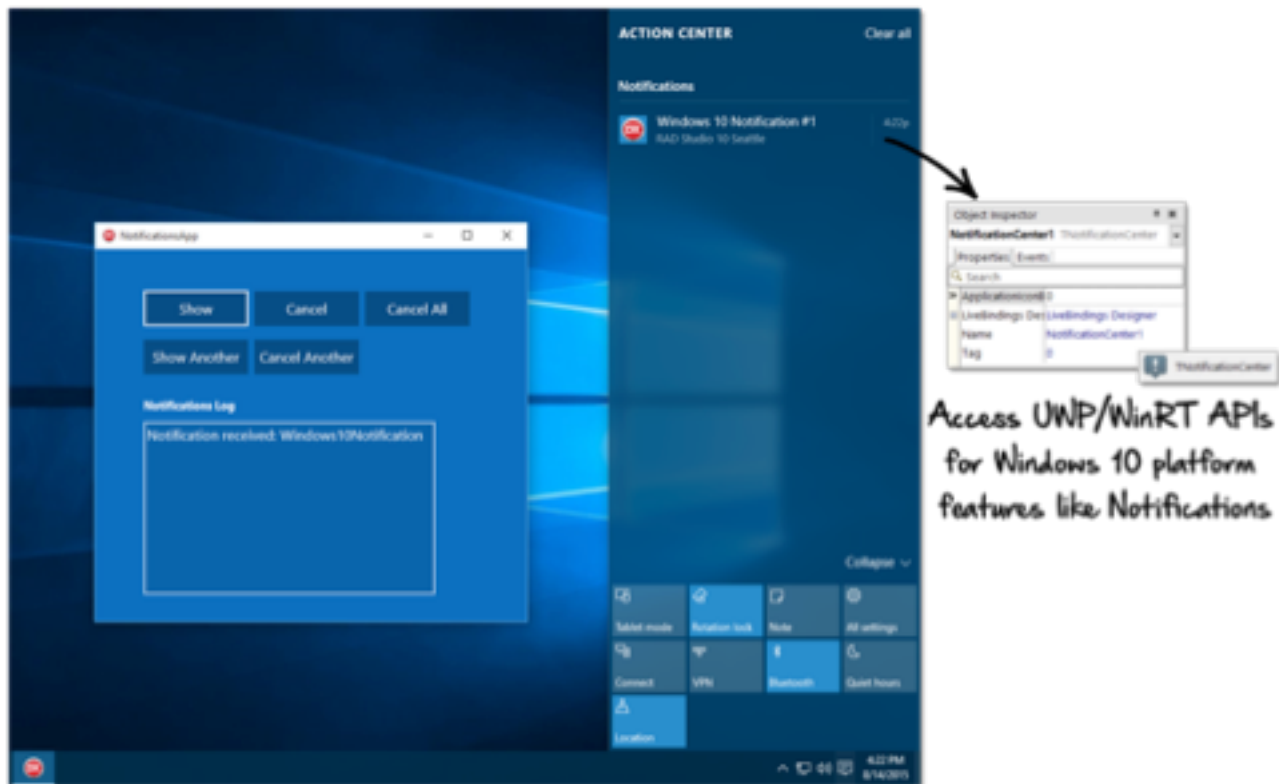 ACTION CENTER
Clear all
Notifications
Windows 10 Notification #1
4:22p
RAD Studio 10 Seattle
NotificationsApp
Show
Cancel
Cancel All
Show Another
Cancel Another
Notifications Log
Notification received: Windows10Notification
Object Inspector
NotificationCenter1 TNotificationCenter
Properties Events
Search
0
LiveBindings Des LiveBindings Designer
Name NotificationCenter1
Tag 0
TNotificationCenter
Access UWP/WinRT APIs
for Windows 10 platform
features like Notifications
Collapse
Tablet mode
Rotation lock
Note
All settings
Connect
VPN
Bluetooth
Quiet hours
Location
4:22 PM
8/14/2015